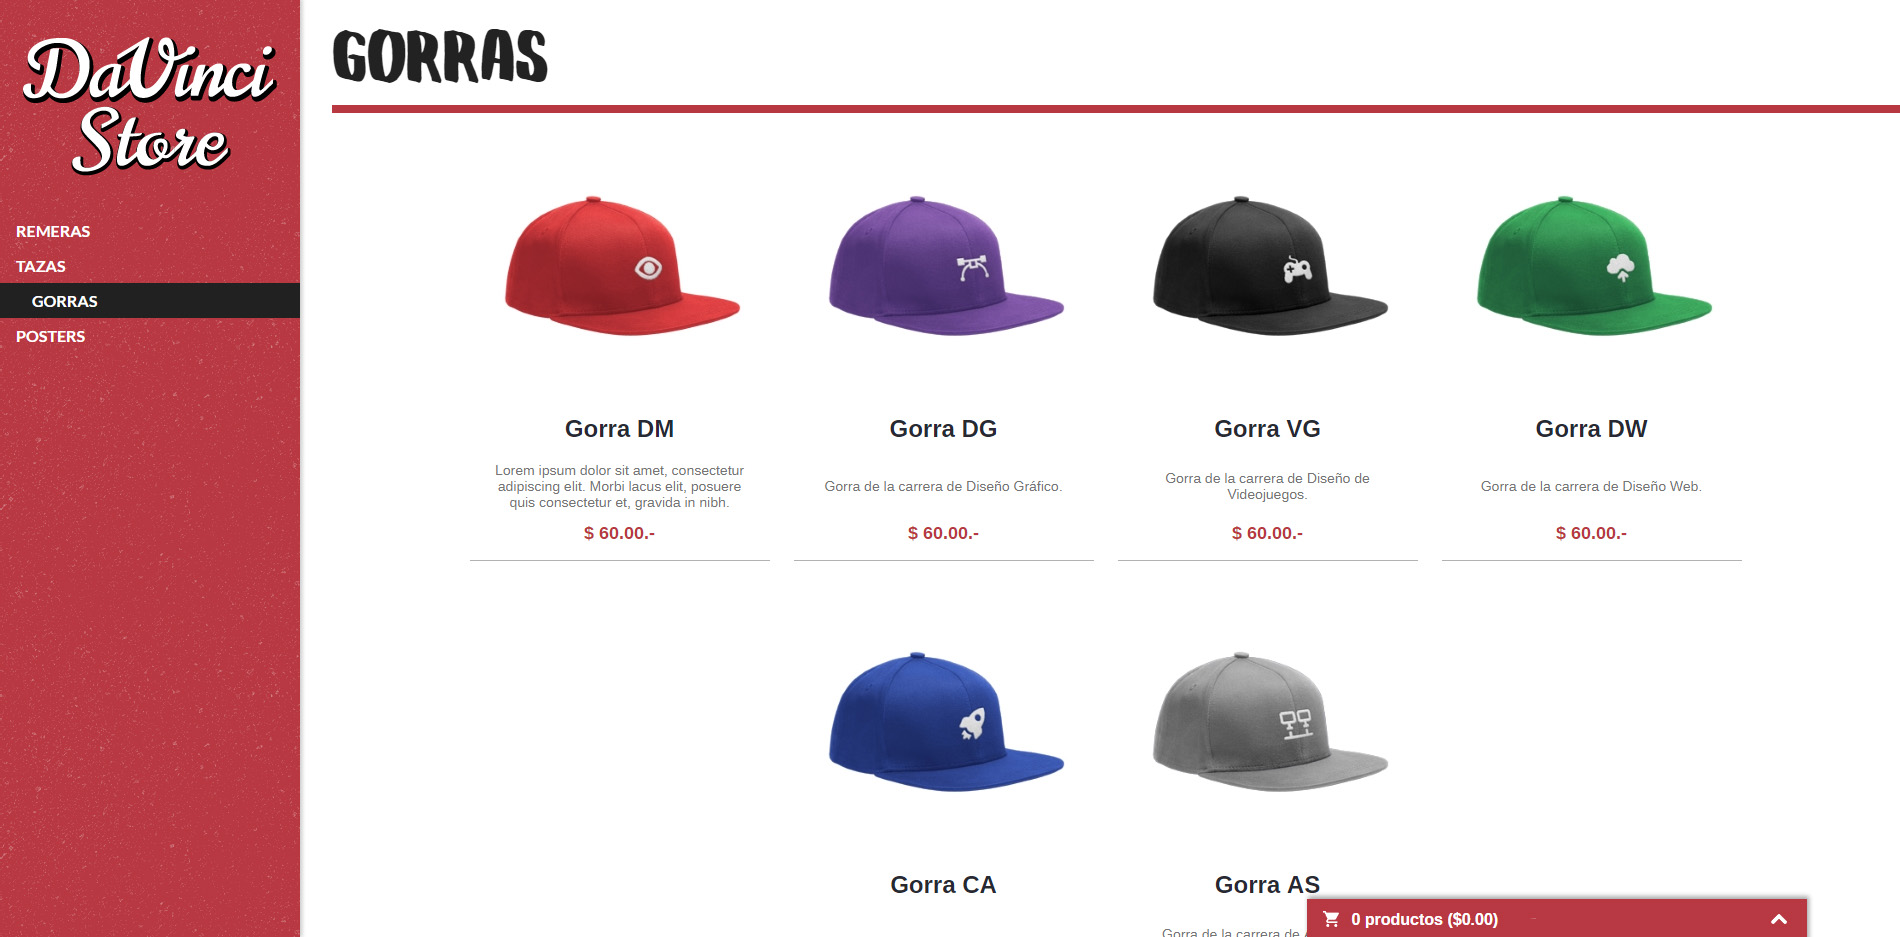 DaVinci
Store
REMERAS
TAZAS
GORRAS
POSTERS
GORRAS
Gorra DM
Lorem ipsum dolor sit amet, consectetur
adipiscing elit. Morbi lacus elit, posuere
quis consectetur et, gravida in nibh.
$ 60.00.-
Gorra DG
Gorra de la carrera de Diseño Gráfico.
$ 60.00.-
Gorra VG
Gorra de la carrera de Diseño de
Videojuegos.
$ 60.00.-
Gorra DW
Gorra de la carrera de Diseño Web.
$ 60.00.-
Gorra CA
Gorra AS
Gorra de la carrera de
0 productos ($0.00)